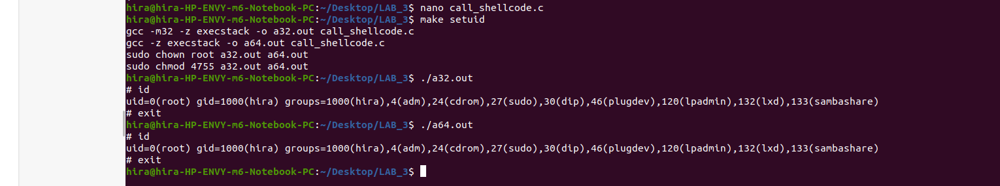 hira@hira-HP-ENVY-m6-Notebook-PC:~/Desktop/LAB_3$ nano call_shellcode.c
hira@hira-HP-ENVY-m6-Notebook-PC:~/Desktop/LAB_3$ make setuid
gcc -m32 -z execstack -o a32.out call_shellcode.c
gcc -z execstack -o a64.out call_shellcode.c
sudo chown root a32.out a64.out
sudo chmod 4755 a32.out a64.out
hira@hira-HP-ENVY-m6-Notebook-PC:~/Desktop/LAB_3$ ./a32.out
# id
uid=0(root) gid=1000(hira) groups=1000(hira),4(adm),24(cdrom),27(sudo),30(dip),46(plugdev),120(lpadmin),132(lxd),133(sambashare)
# exit
hira@hira-HP-ENVY-m6-Notebook-PC:~/Desktop/LAB_3$ ./a64.out
# id
uid=0(root) gid=1000(hira) groups=1000(hira),4(adm),24(cdrom),27(sudo),30(dip),46(plugdev),120(lpadmin),132(lxd),133(sambashare)
# exit
hira@hira-HP-ENVY-m6-Notebook-PC:~/Desktop/LAB_3$